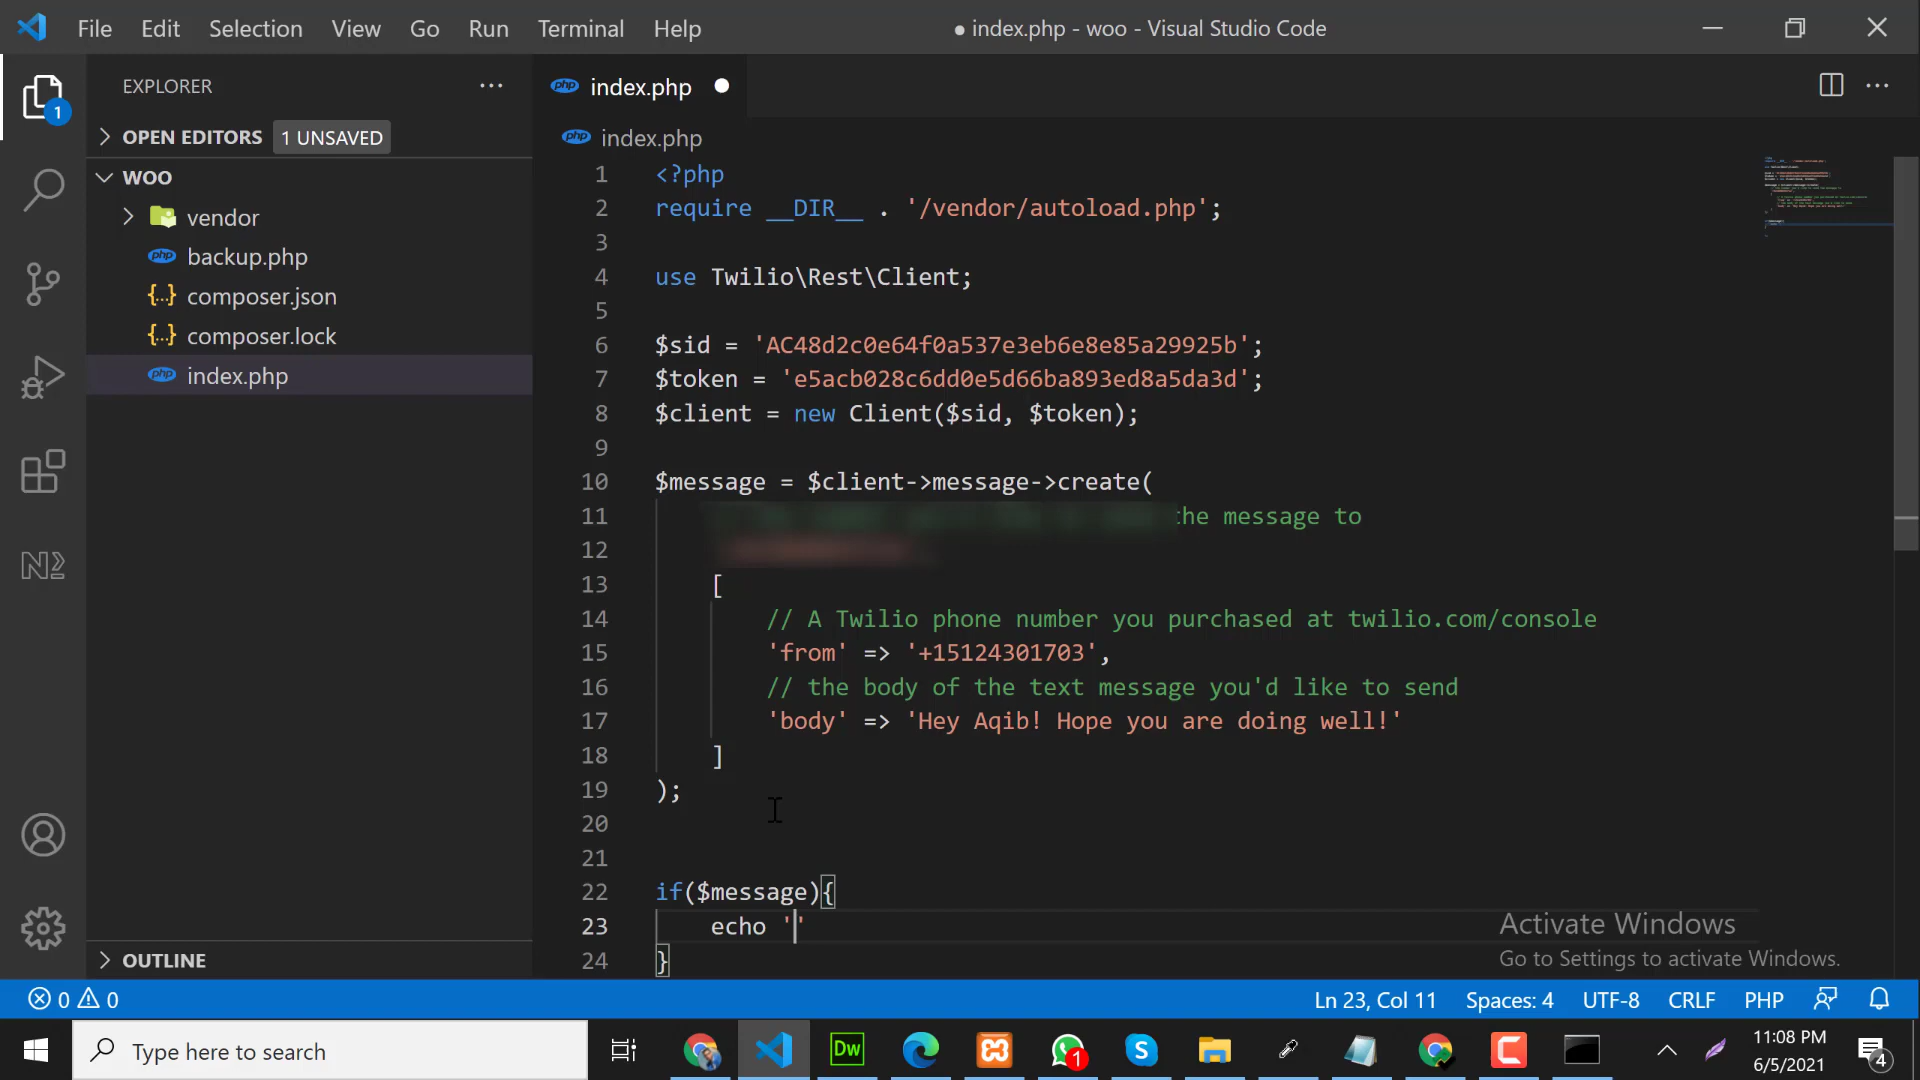 File Edit Selection View Go Run Terminal Help
● index.php - woo - Visual Studio Code
EXPLORER
OPEN EDITORS 1 UNSAVED
WOO
vendor
backup.php
composer.json
composer.lock
index.php
OUTLINE
1
php index.php
php index.php
1 <?php
2 require __DIR__ . '/vendor/autoload.php';
3
4 use Twilio\Rest\Client;
5
6 $sid = 'AC48d2c0e64f0a537e3eb6e8e85a29925b';
7 $token = 'e5acb028c6dd0e5d66ba893ed8a5da3d';
8 $client = new Client($sid, $token);
9
10 $message = $client->message->create(
11 the message to
12
13 [
14 // A Twilio phone number you purchased at twilio.com/console
15 'from' => '+15124301703',
16 // the body of the text message you'd like to send
17 'body' => 'Hey Aqib! Hope you are doing well!'
18 ]
19 );
20
21
22 if($message){
23 echo ''
24 }
Activate Windows
Go to Settings to activate Windows.
0 0 Ln 23, Col 11 Spaces: 4 UTF-8 CRLF PHP
Type here to search
Dw
1
S
11:08 PM
6/5/2021
4